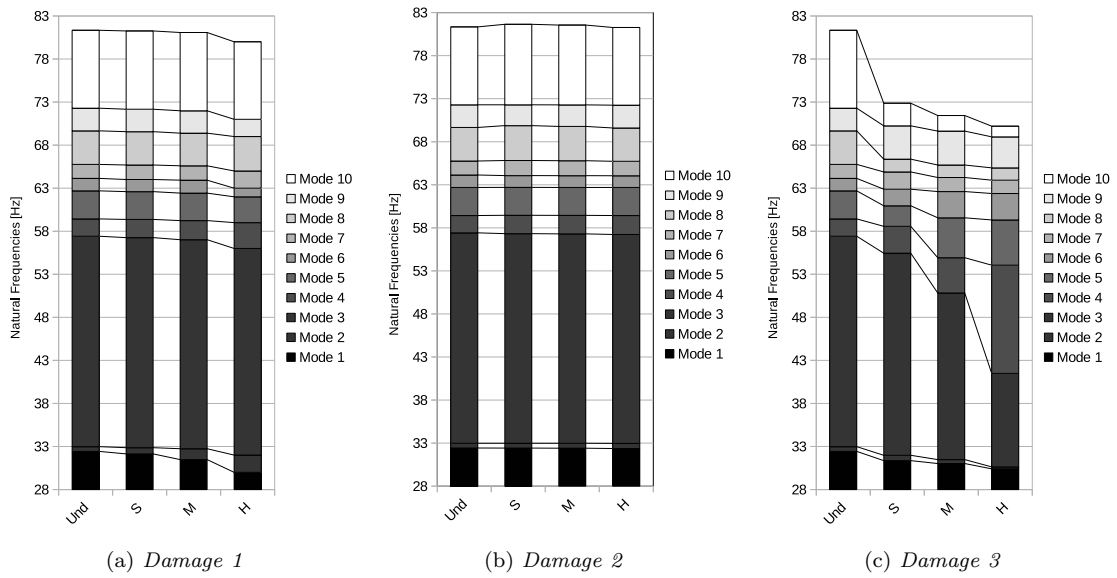 Natural Frequencies [Hz]
83
78
73
68
63
58
53
48
43
38
33
28
Und
S
M
H
Mode 10
Mode 9
Mode 8
Mode 7
Mode 6
Mode 5
Mode 4
Mode 3
Mode 2
Mode 1
(a) Damage 1
Natural Frequencies [Hz]
83
78
73
68
63
58
53
48
43
38
33
28
Und
S
M
H
Mode 10
Mode 9
Mode 8
Mode 7
Mode 6
Mode 5
Mode 4
Mode 3
Mode 2
Mode 1
(b) Damage 2
Natural Frequencies [Hz]
83
78
73
68
63
58
53
48
43
38
33
28
Und
S
M
H
Mode 10
Mode 9
Mode 8
Mode 7
Mode 6
Mode 5
Mode 4
Mode 3
Mode 2
Mode 1
(c) Damage 3